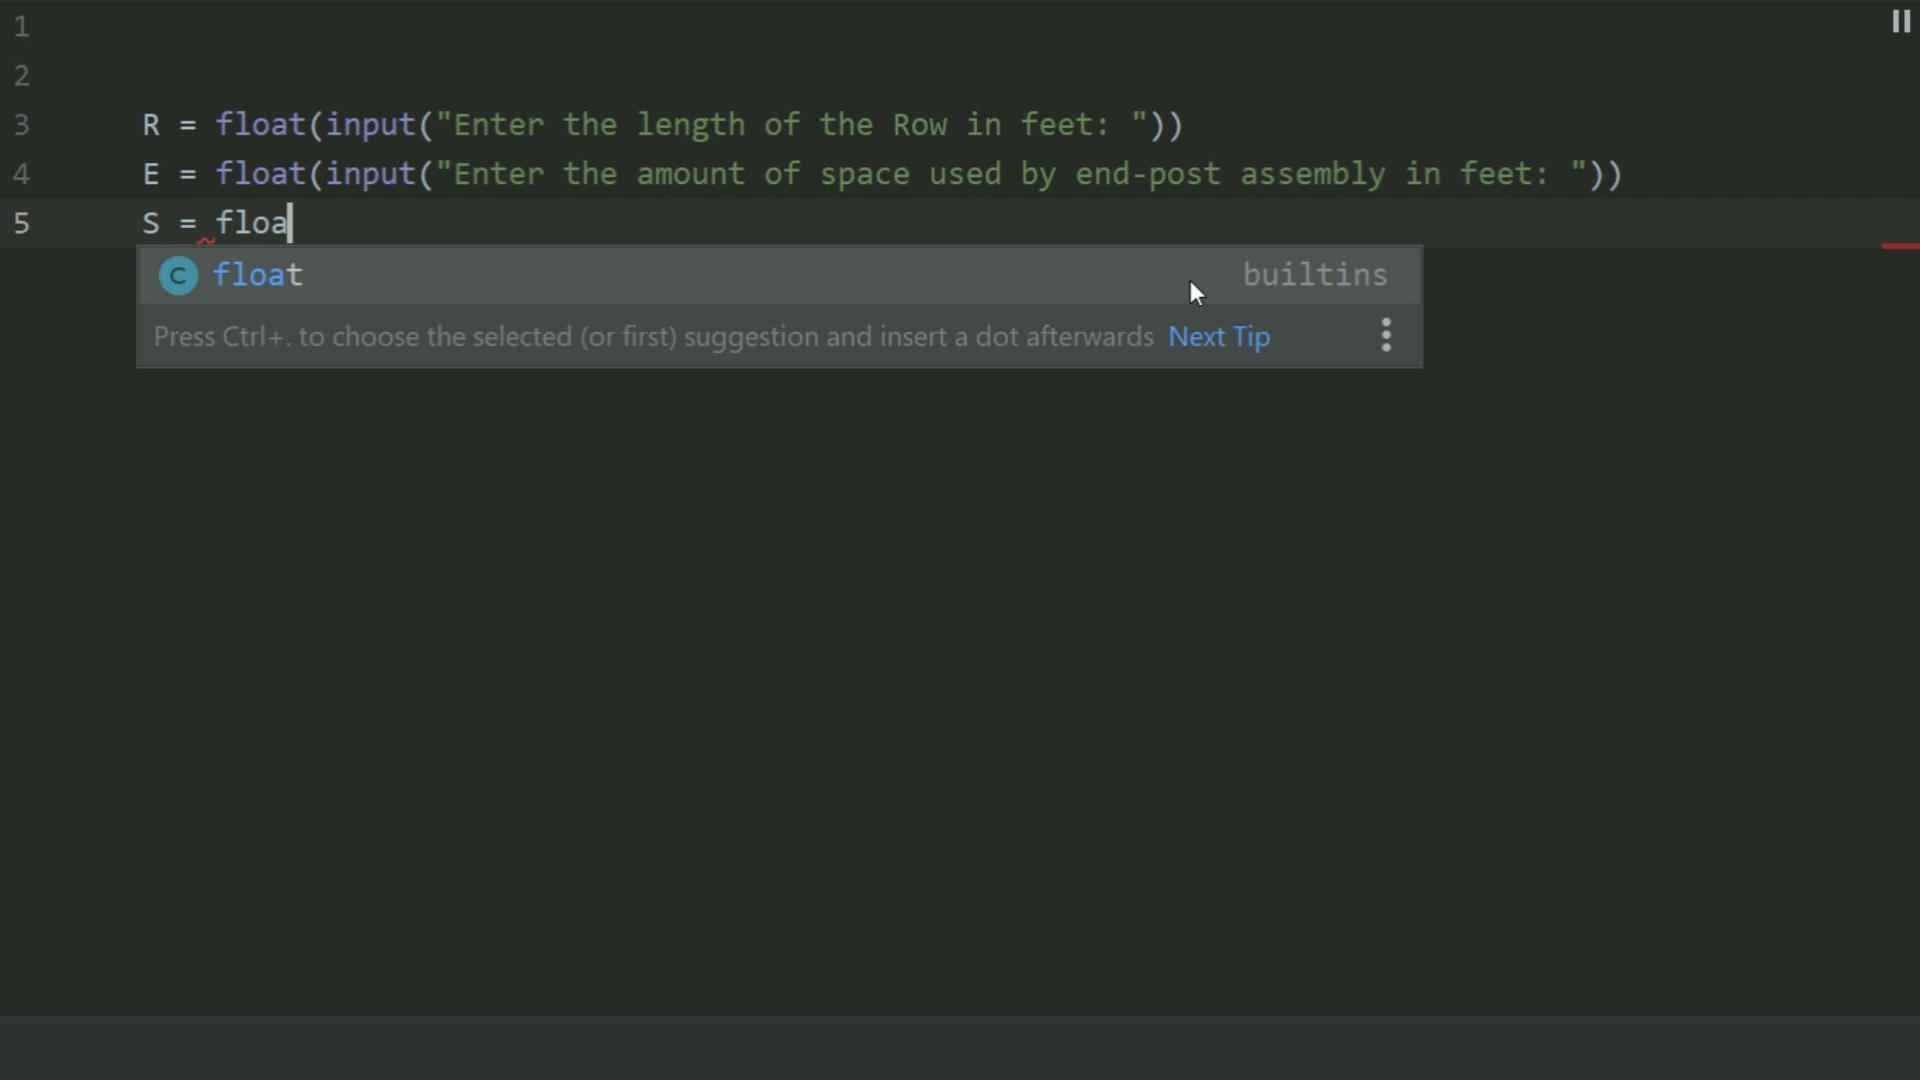 1
2
3 R = float(input("Enter the length of the Row in feet: "))
4 E = float(input("Enter the amount of space used by end-post assembly in feet: "))
5 S = floa
C float builtins
Press Ctrl+. to choose the selected (or first) suggestion and insert a dot afterwards Next Tip